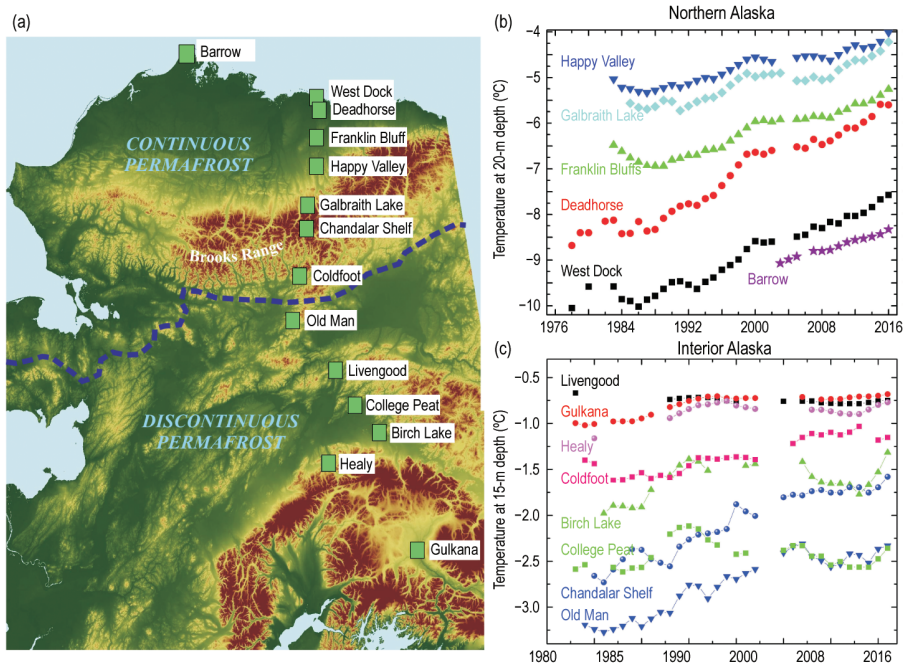 (a)
Barrow
West Dock
Deadhorse
CONTINUOUS
PERMAFROST
Franklin Bluff
Happy Valley
Galbraith Lake
Chandalar Shelf
Brooks Range
Coldfoot
Old Man
Livengood
College Peat
DISCONTINUOUS
PERMAFROST
Birch Lake
Healy
Gulkana
(b)
Northern Alaska
Temperature at 20-m depth (ºC)
−4
−5
−6
−7
−8
−9
−10
Happy Valley
Galbraith Lake
Franklin Bluffs
Deadhorse
West Dock
Barrow
1976 1984 1992 2000 2008 2016
(c)
Interior Alaska
Temperature at 15-m depth (ºC)
−0.5
−1.0
−1.5
−2.0
−2.5
−3.0
Livengood
Gulkana
Healy
Coldfoot
Birch Lake
College Peat
Chandalar Shelf
Old Man
1980 1985 1992 2000 2008 2016